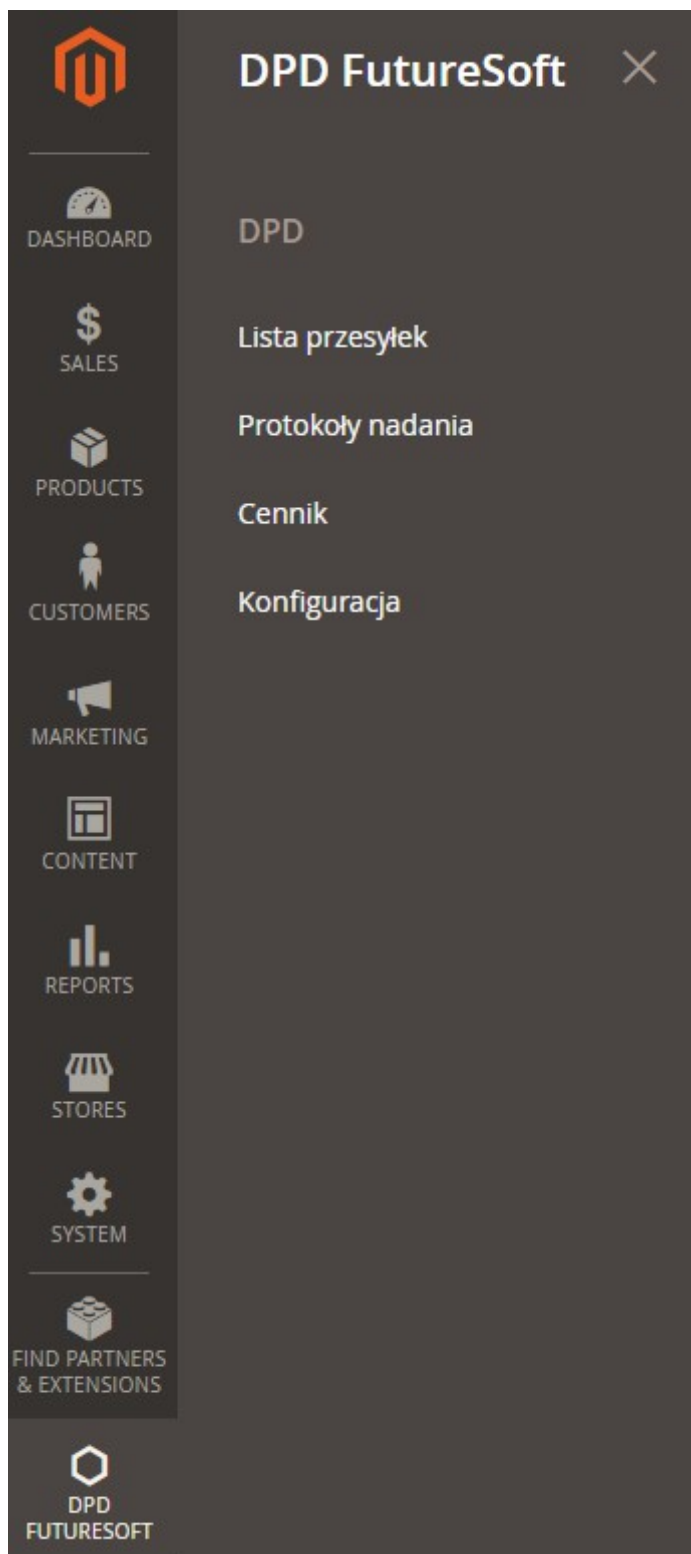 DPD FutureSoft
DPD
Lista przesyłek
Protokoły nadania
Cennik
Konfiguracja
DASHBOARD
$
SALES
PRODUCTS
CUSTOMERS
MARKETING
CONTENT
REPORTS
STORES
SYSTEM
FIND PARTNERS
& EXTENSIONS
DPD
FUTURESOFT